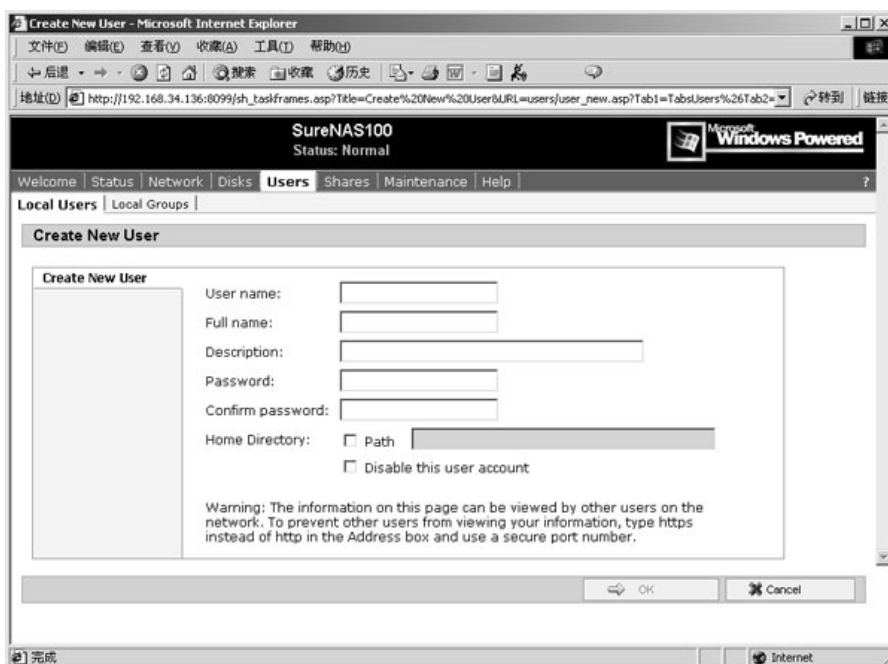 Create New User - Microsoft Internet Explorer
文件(F) 编辑(E) 查看(V) 收藏(A) 工具(T) 帮助(H)
后退 搜索 收藏 历史
地址(D) http://192.168.34.136:8099/sh_taskframes.asp?Title=Create%20New%20User&URL=users/user_new.asp?Tab1=TabsUsers%26Tab2= 转到 链接
SureNAS100
Status: Normal
Microsoft
Windows Powered
Welcome | Status | Network | Disks | Users | Shares | Maintenance | Help | ?
Local Users | Local Groups |
Create New User
Create New User
User name:
Full name:
Description:
Password:
Confirm password:
Home Directory: Path
Disable this user account
Warning: The information on this page can be viewed by other users on the
network. To prevent other users from viewing your information, type https
instead of http in the Address box and use a secure port number.
OK Cancel
完成 Internet